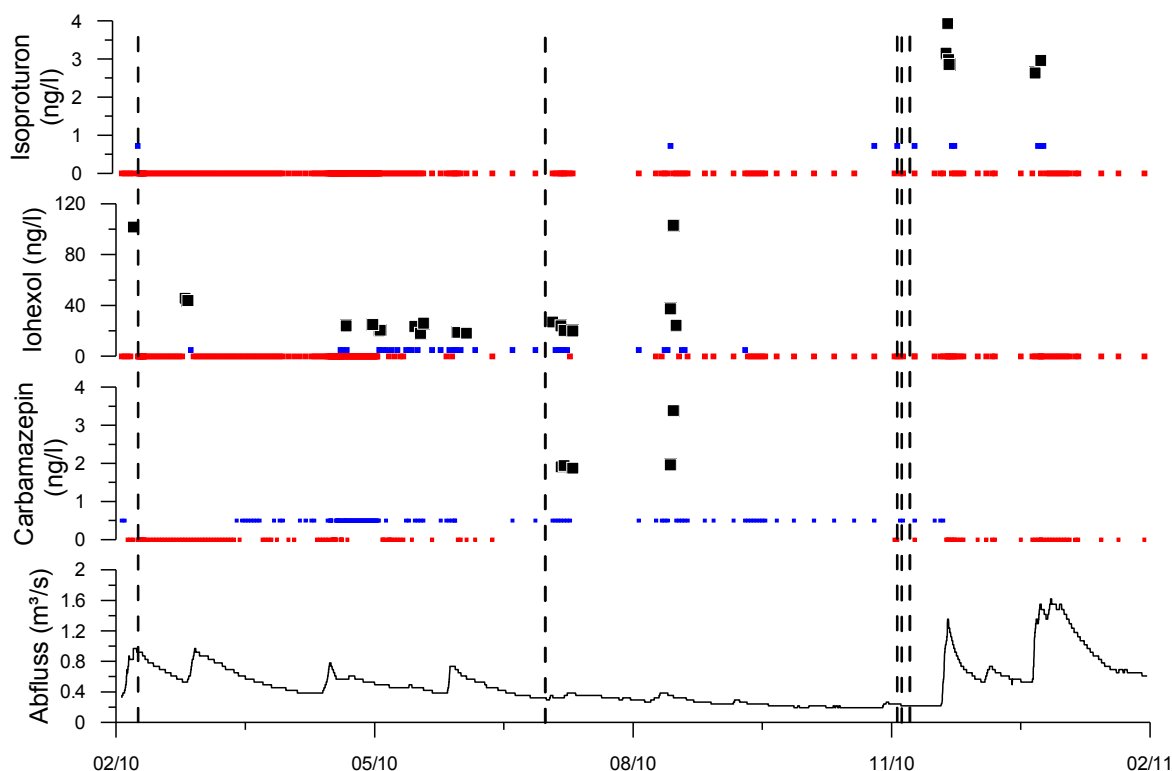 Isoproturon
(ng/l)
4
3
2
1
0
Iohexol (ng/l)
120
80
40
0
Carbamazepin
(ng/l)
4
3
2
1
0
Abfluss (m³/s)
2
1.6
1.2
0.8
0.4
0
02/10 05/10 08/10 11/10 02/11